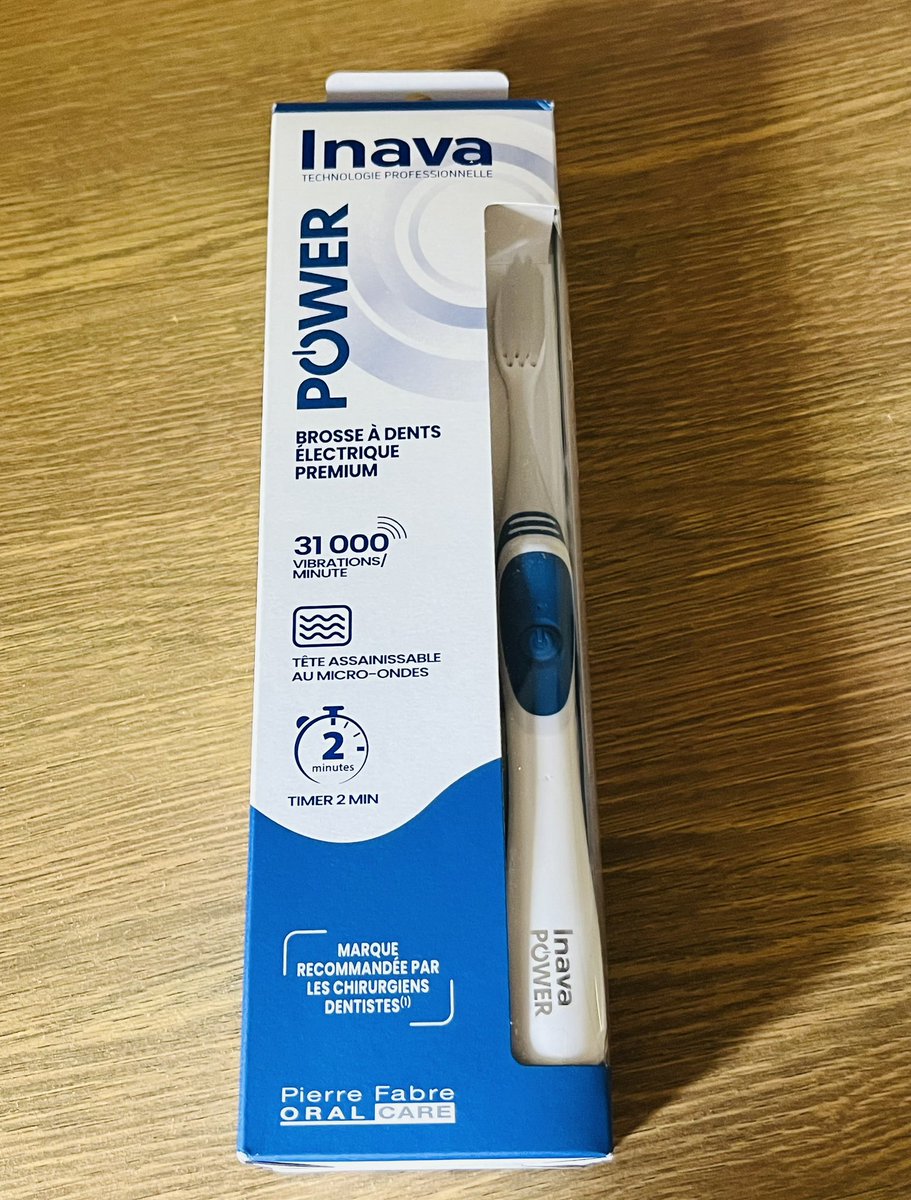 Inava
TECHNOLOGIE PROFESSIONNELLE
POWER
BROSSE À DENTS
ÉLECTRIQUE
PREMIUM
31 000
VIBRATIONS/
MINUTE
TÊTE ASSAINISSABLE
AU MICRO-ONDES
2
minutes
TIMER 2 MIN
MARQUE
RECOMMANDÉE PAR
LES CHIRURGIENS
DENTISTES(1)
Pierre Fabre
ORAL CARE
Inava
POWER